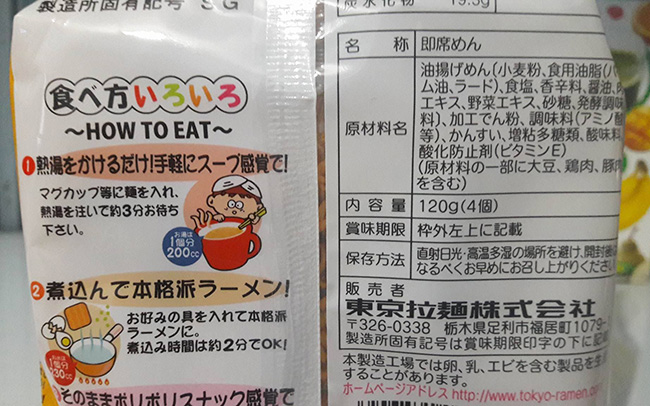 製造所固有記号 SG
食べ方いろいろ
～HOW TO EAT～
1 熱湯をかけるだけ!手軽にスープ感覚で!
マグカップ等に麺を入れ、
熱湯を注いで約3分お待ち
下さい。
お湯は
1個分
200cc
2 煮込んで本格派ラーメン!
お好みの具を入れて本格派
ラーメンに。
煮込み時間は約2分でOK!
お湯は
1個分
そのままポリポリスナック感覚で
炭水化物 19.5g
名 称 即席めん
原材料名
油揚げめん(小麦粉、食用油脂(パー
ム油、ラード)、食塩、香辛料、醤油、肉
エキス、野菜エキス、砂糖、発酵調味
料)、加工でん粉、調味料(アミノ酸
等)、かんすい、増粘多糖類、酸味料、
酸化防止剤(ビタミンE)
(原材料の一部に大豆、鶏肉、豚肉
を含む)
内 容 量 120g(4個)
賞味期限 枠外左上に記載
保存方法
直射日光・高温多湿の場所を避け、開封後は
なるべくお早めにお召し上がりください
販 売 者
東京拉麺株式会社
〒326-0338 栃木県足利市福居町1079-
製造所固有記号は賞味期限印字の下に記
本製造工場では卵、乳、エビを含む製品を生
することがあります。
ホームページアドレス http://www.tokyo-ramen.